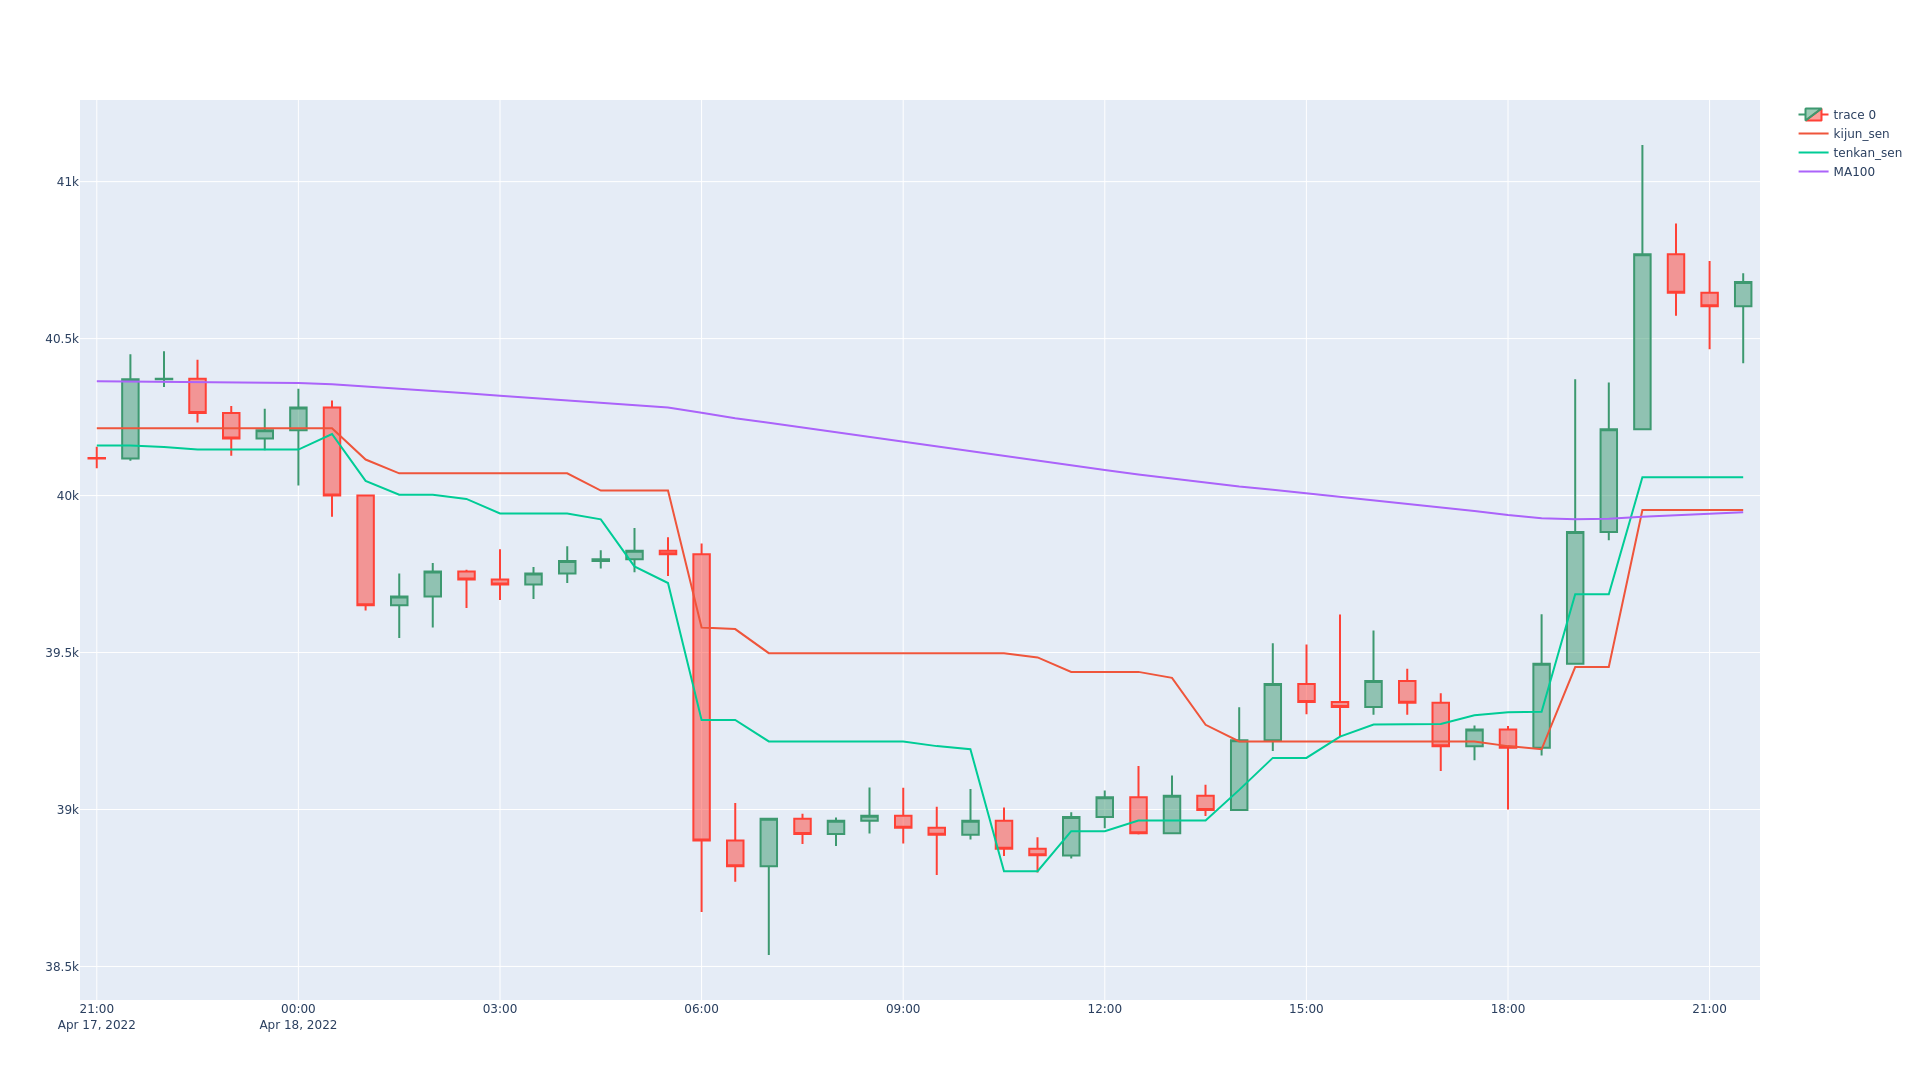 trace 0
kijun_sen
tenkan_sen
MA100
41k
40.5k
40k
39.5k
39k
38.5k
21:00 00:00 03:00 06:00 09:00 12:00 15:00 18:00 21:00
Apr 17, 2022 Apr 18, 2022